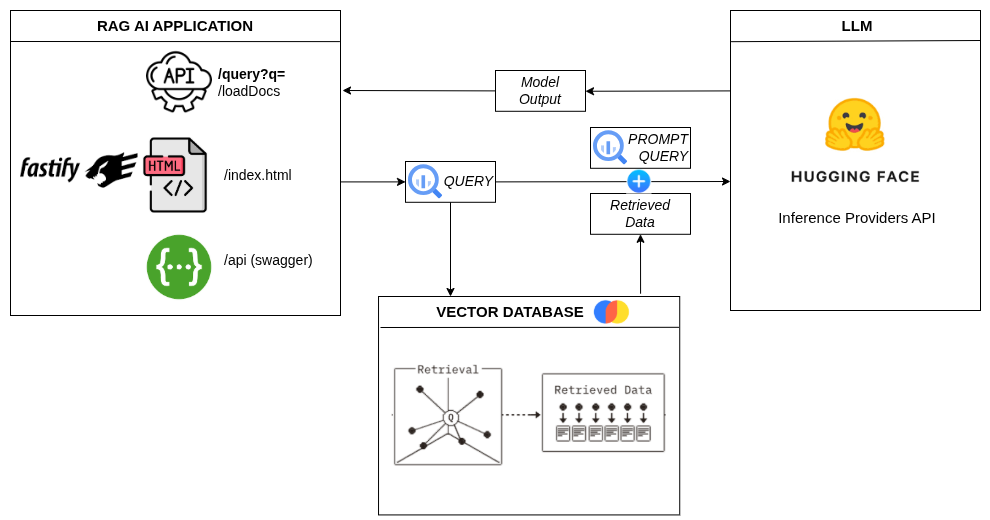 RAG AI APPLICATION
API
/query?q=
/loadDocs
fastify
HTML
</>
/index.html
{...}
/api (swagger)
Model
Output
QUERY
PROMPT
QUERY
+
Retrieved
Data
LLM
HUGGING FACE
Inference Providers API
VECTOR DATABASE
Retrieval
Q
Retrieved Data